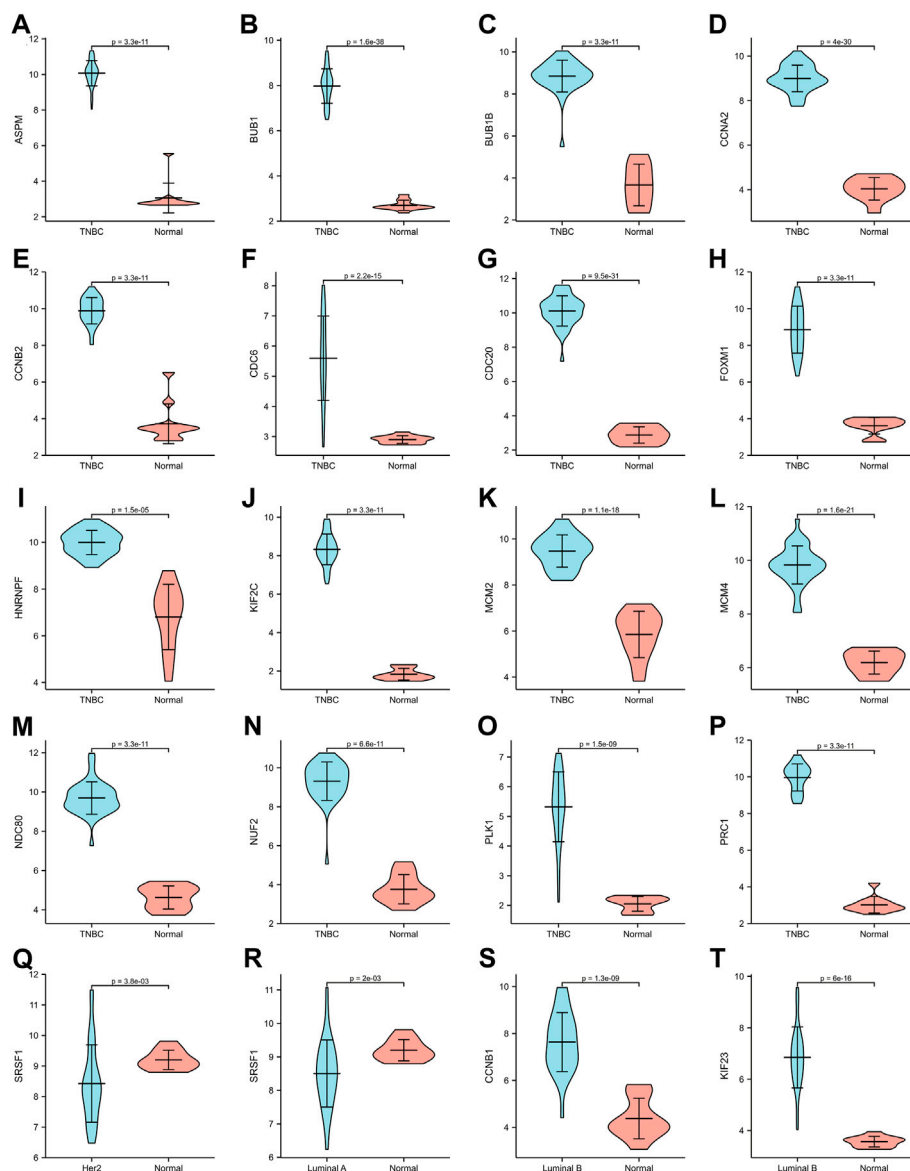 A
p = 3.3e-11
12
10
8
6
4
2
ASPM
TNBC
Normal
B
p = 1.6e-38
10
8
6
4
2
BUB1
TNBC
Normal
C
p = 3.3e-11
10
8
6
4
2
BUB1B
TNBC
Normal
D
p = 4e-30
10
8
6
4
CCNA2
TNBC
Normal
E
p = 3.3e-11
12
10
8
6
4
2
CCNB2
TNBC
Normal
F
p = 2.2e-15
8
7
6
5
4
3
CDC6
TNBC
Normal
G
p = 9.5e-31
12
10
8
6
4
2
CDC20
TNBC
Normal
H
p = 3.3e-11
12
10
8
6
4
2
FOXM1
TNBC
Normal
I
p = 1.5e-05
10
8
6
4
HNRNPF
TNBC
Normal
J
p = 3.3e-11
10
8
6
4
2
KIF2C
TNBC
Normal
K
p = 1.1e-18
10
8
6
4
MCM2
TNBC
Normal
L
p = 1.6e-21
12
10
8
6
MCM4
TNBC
Normal
M
p = 3.3e-11
12
10
8
6
4
NDC80
TNBC
Normal
N
p = 6.6e-11
10
8
6
4
2
NUF2
TNBC
Normal
O
p = 1.5e-09
7
6
5
4
3
2
PLK1
TNBC
Normal
P
p = 3.3e-11
12
10
8
6
4
2
PRC1
TNBC
Normal
Q
p = 3.8e-03
12
11
10
9
8
7
6
SRSF1
Her2
Normal
R
p = 2e-03
11
10
9
8
7
6
SRSF1
Luminal A
Normal
S
p = 1.3e-09
10
8
6
4
CCNB1
Luminal B
Normal
T
p = 6e-16
10
8
6
4
KIF23
Luminal B
Normal